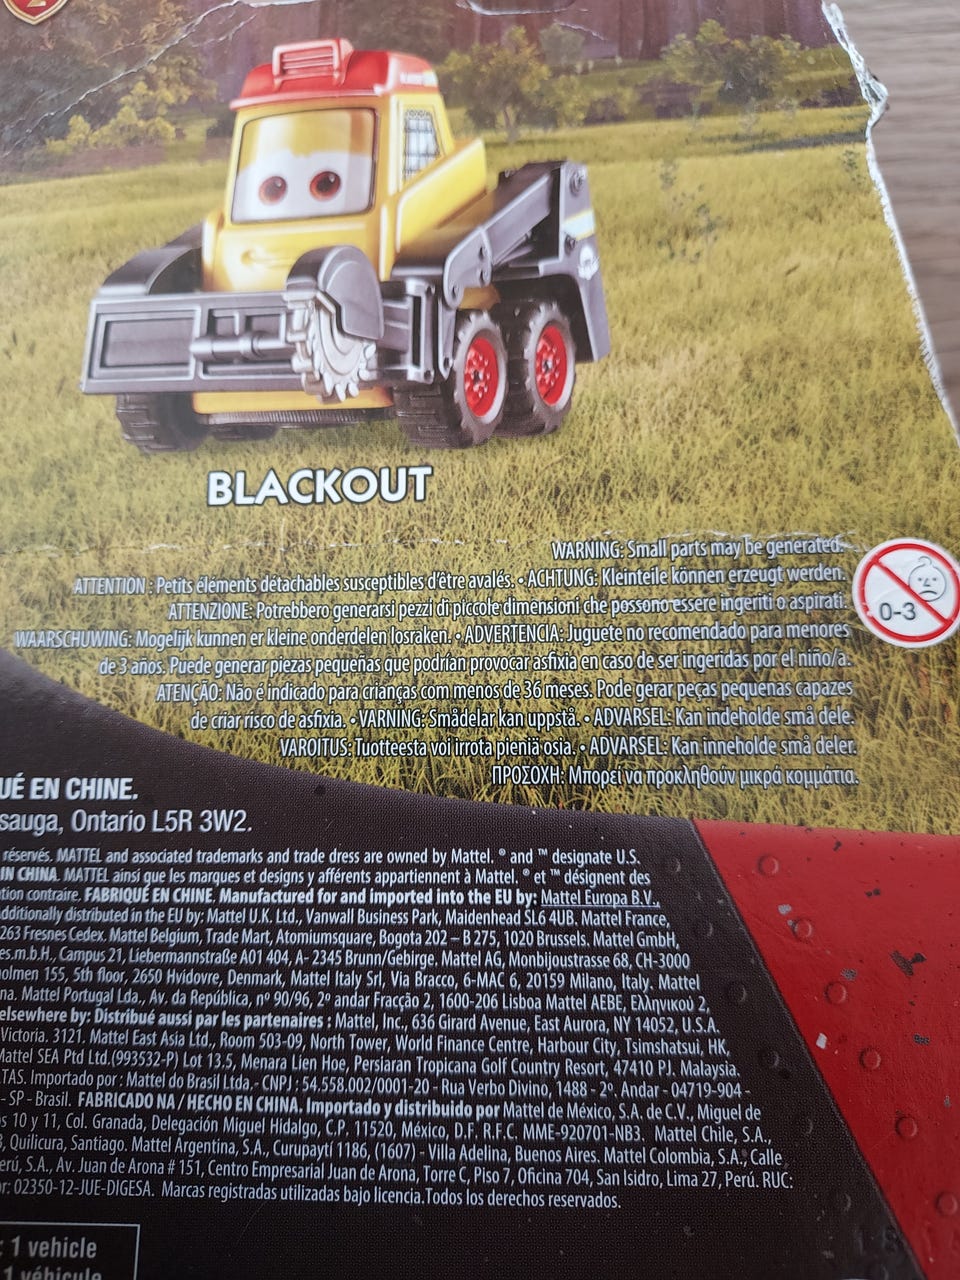 2
BLACKOUT
WARNING: Small parts may be generated.
ATTENTION : Petits éléments détachables susceptibles d'être avalés. • ACHTUNG: Kleinteile können erzeugt werden.
ATTENZIONE: Potrebbero generarsi pezzi di piccole dimensioni che possono essere ingeriti o aspirati.
0-3
WAARSCHUWING: Mogelijk kunnen er kleine onderdelen losraken. • ADVERTENCIA: Juguete no recomendado para menores
de 3 años. Puede generar piezas pequeñas que podrían provocar asfixia en caso de ser ingeridas por el niño/a.
ATENÇÃO: Não é indicado para crianças com menos de 36 meses. Pode gerar peças pequenas capazes
de criar risco de asfixia. • VARNING: Smådelar kan uppstå. • ADVARSEL: Kan indeholde små dele.
VAROITUS: Tuotteesta voi irrota pieniä osia. • ADVARSEL: Kan inneholde små deler.
ΠΡΟΣΟΧΗ: Μπορεί να προκληθούν μικρά κομμάτια.
UÉ EN CHINE.
sauga, Ontario L5R 3W2.
réservés. MATTEL and associated trademarks and trade dress are owned by Mattel. ® and ™ designate U.S.
IN CHINA. MATTEL ainsi que les marques et designs y afférents appartiennent à Mattel. ® et ™ désignent des
tion contraire. FABRIQUÉ EN CHINE. Manufactured for and imported into the EU by: Mattel Europa B.V.,
dditionally distributed in the EU by: Mattel U.K. Ltd., Vanwall Business Park, Maidenhead SL6 4UB. Mattel France,
263 Fresnes Cedex. Mattel Belgium, Trade Mart, Atomiumsquare, Bogota 202 – B 275, 1020 Brussels. Mattel GmbH,
es.m.b.H., Campus 21, Liebermannstraße A01 404, A- 2345 Brunn/Gebirge. Mattel AG, Monbijoustrasse 68, CH-3000
olmen 155, 5th floor, 2650 Hvidovre, Denmark, Mattel Italy Srl, Via Bracco, 6-MAC 6, 20159 Milano, Italy. Mattel
na. Mattel Portugal Lda., Av. da República, nº 90/96, 2º andar Fracção 2, 1600-206 Lisboa Mattel AEBE, Ελληνικού 2,
elsewhere by: Distribué aussi par les partenaires : Mattel, Inc., 636 Girard Avenue, East Aurora, NY 14052, U.S.A.
Victoria. 3121. Mattel East Asia Ltd., Room 503-09, North Tower, World Finance Centre, Harbour City, Tsimshatsui, HK,
Mattel SEA Ptd Ltd.(993532-P) Lot 13.5, Menara Lien Hoe, Persiaran Tropicana Golf Country Resort, 47410 PJ. Malaysia.
TAS. Importado por : Mattel do Brasil Ltda.- CNPJ : 54.558.002/0001-20 - Rua Verbo Divino, 1488 - 2º. Andar - 04719-904 -
- SP - Brasil. FABRICADO NA / HECHO EN CHINA. Importado y distribuido por Mattel de México, S.A. de C.V., Miguel de
os 10 y 11, Col. Granada, Delegación Miguel Hidalgo, C.P. 11520, México, D.F. R.F.C. MME-920701-NB3. Mattel Chile, S.A.,
3, Quilicura, Santiago. Mattel Argentina, S.A., Curupaytí 1186, (1607) - Villa Adelina, Buenos Aires. Mattel Colombia, S.A., Calle
erú, S.A., Av. Juan de Arona # 151, Centro Empresarial Juan de Arona, Torre C, Piso 7, Oficina 704, San Isidro, Lima 27, Perú. RUC:
or: 02350-12-JUE-DIGESA. Marcas registradas utilizadas bajo licencia.Todos los derechos reservados.
: 1 vehicle
1 véhicule